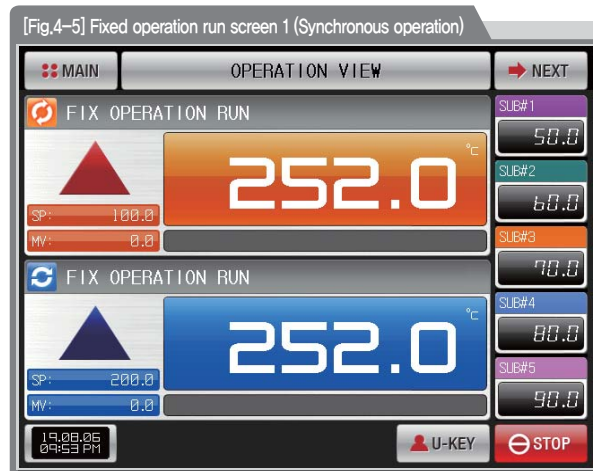 [Fig.4-5] Fixed operation run screen 1 (Synchronous operation)
MAIN
OPERATION VIEW
NEXT
FIX OPERATION RUN
252.0 °C
SP: 100.0
MV: 0.0
FIX OPERATION RUN
252.0 °C
SP: 200.0
MV: 0.0
SUB#1
50.0
SUB#2
60.0
SUB#3
70.0
SUB#4
80.0
SUB#5
90.0
19.08.06
09:53 PM
U-KEY
STOP